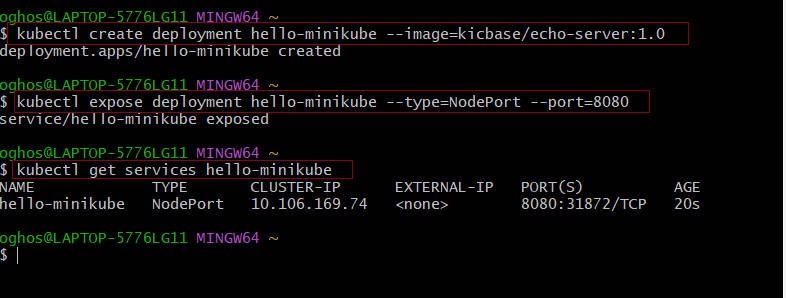 oghos@LAPTOP-5776LG11 MINGW64 ~
$ kubectl create deployment hello-minikube --image=kicbase/echo-server:1.0
deployment.apps/hello-minikube created
oghos@LAPTOP-5776LG11 MINGW64 ~
$ kubectl expose deployment hello-minikube --type=NodePort --port=8080
service/hello-minikube exposed
oghos@LAPTOP-5776LG11 MINGW64 ~
$ kubectl get services hello-minikube
NAME TYPE CLUSTER-IP EXTERNAL-IP PORT(S) AGE
hello-minikube NodePort 10.106.169.74 <none> 8080:31872/TCP 20s
oghos@LAPTOP-5776LG11 MINGW64 ~
$